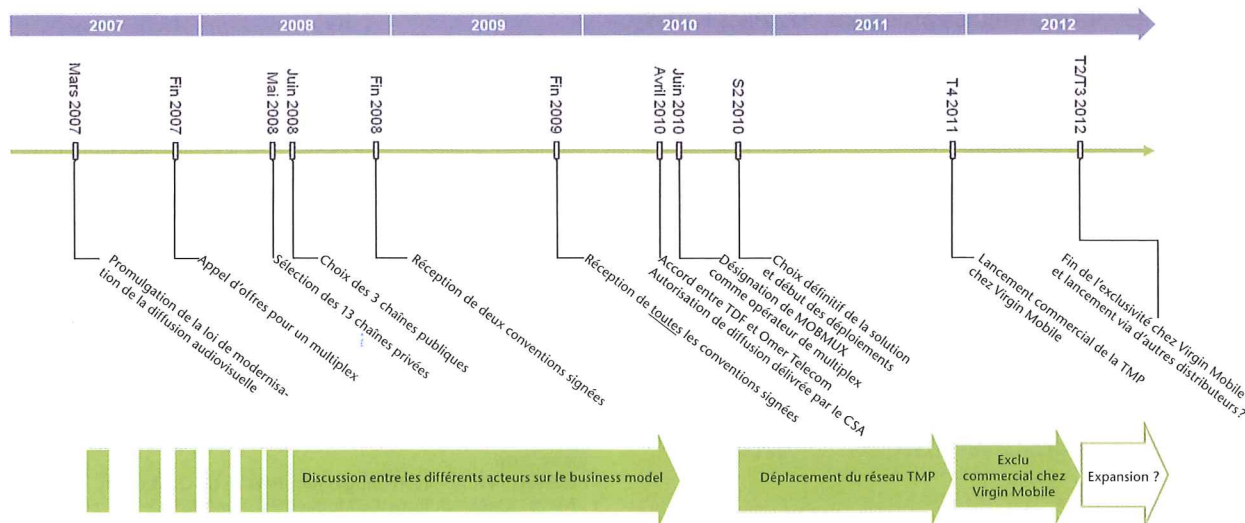 2007
2008
2009
2010
2011
2012
Mars 2007
Fin 2007
Mai 2008
Juin 2008
Fin 2008
Fin 2009
Avril 2010
Juin 2010
S2 2010
T4 2011
T2/T3 2012
Promulgation de la loi de modernisa-
tion de la diffusion audiovisuelle
Appel d'offres pour un multiplex
Sélection des 13 chaînes privées
Choix des 3 chaînes publiques
Réception de deux conventions signées
Réception de toutes les conventions signées
Autorisation de diffusion délivrée par le CSA
Accord entre TDF et Omer Telecom
Désignation de MOBMUX
comme opérateur de multiplex
Choix définitif de la solution
et début des déploiements
Lancement commercial de la TMP
chez Virgin Mobile
Fin de l'exclusivité chez Virgin Mobile
et lancement via d'autres distributeurs ?
Discussion entre les différents acteurs sur le business model
Déplacement du réseau TMP
Exclu
commercial chez
Virgin Mobile
Expansion ?